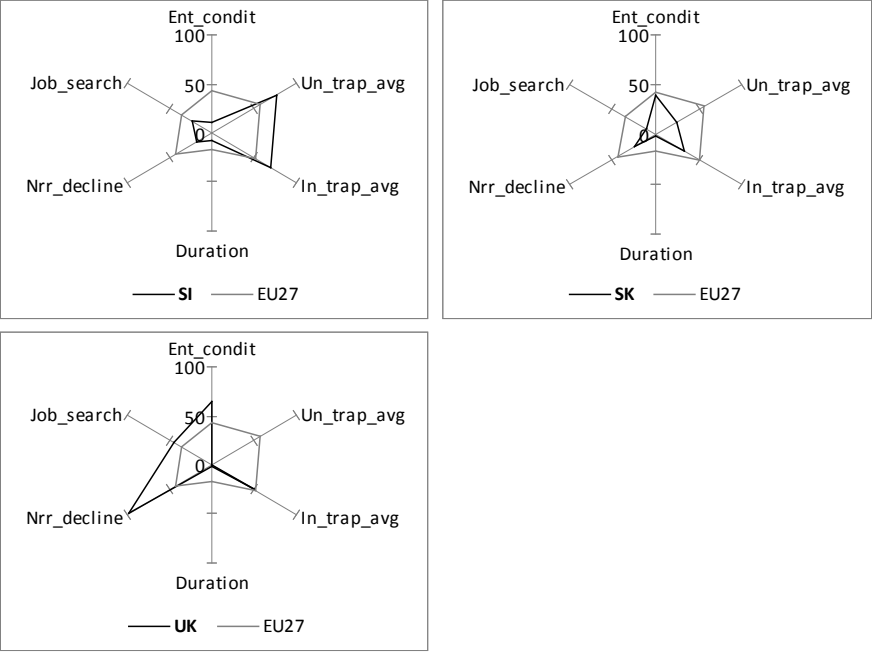 Ent_condit
100
50
0
Job_search
Un_trap_avg
Nrr_decline
In_trap_avg
Duration
SI EU27
Ent_condit
100
50
0
Job_search
Un_trap_avg
Nrr_decline
In_trap_avg
Duration
SK EU27
Ent_condit
100
50
0
Job_search
Un_trap_avg
Nrr_decline
In_trap_avg
Duration
UK EU27